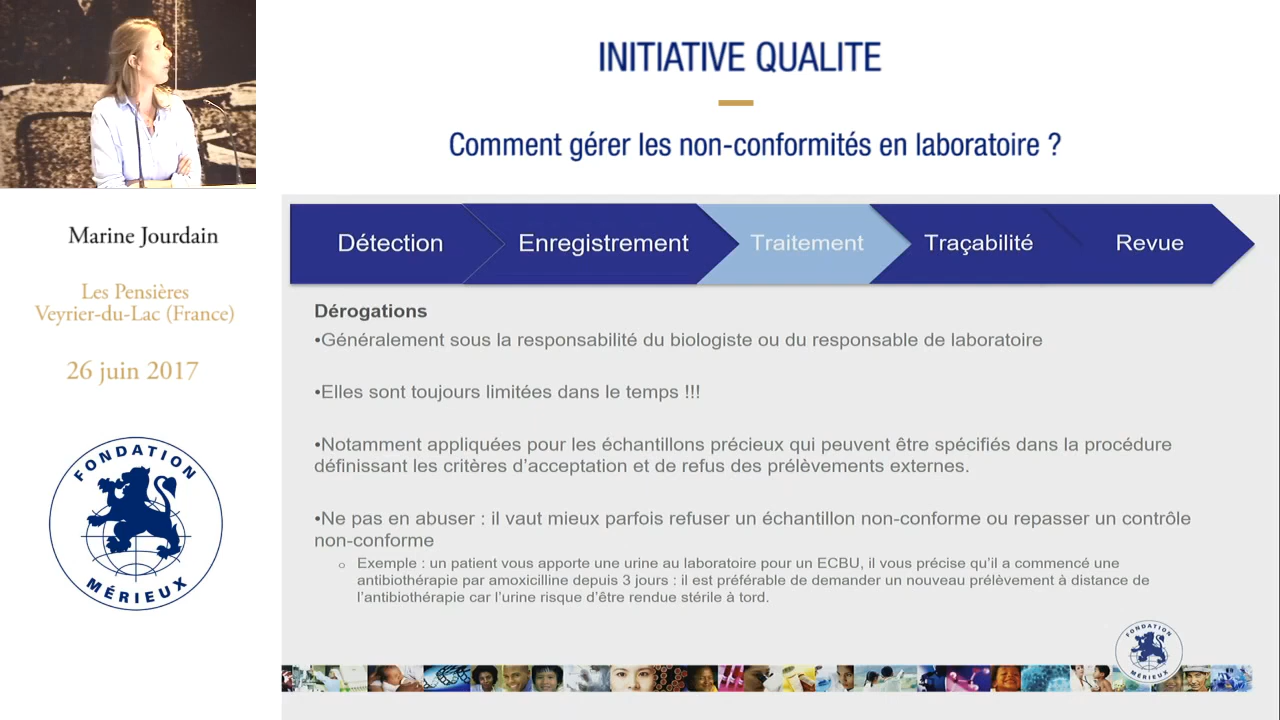 INITIATIVE QUALITE
Comment gérer les non-conformités en laboratoire ?
Marine Jourdain
Les Pensières
Veyrier-du-Lac (France)
26 juin 2017
FONDATION
MÉRIEUX
Détection
Enregistrement
Traitement
Traçabilité
Revue
Dérogations
•Généralement sous la responsabilité du biologiste ou du responsable de laboratoire
•Elles sont toujours limitées dans le temps !!!
•Notamment appliquées pour les échantillons précieux qui peuvent être spécifiés dans la procédure
définissant les critères d’acceptation et de refus des prélèvements externes.
•Ne pas en abuser : il vaut mieux parfois refuser un échantillon non-conforme ou repasser un contrôle
non-conforme
o Exemple : un patient vous apporte une urine au laboratoire pour un ECBU, il vous précise qu’il a commencé une
antibiothérapie par amoxicilline depuis 3 jours : il est préférable de demander un nouveau prélèvement à distance de
l’antibiothérapie car l’urine risque d’être rendue stérile à tord.
FONDATION
MÉRIEUX